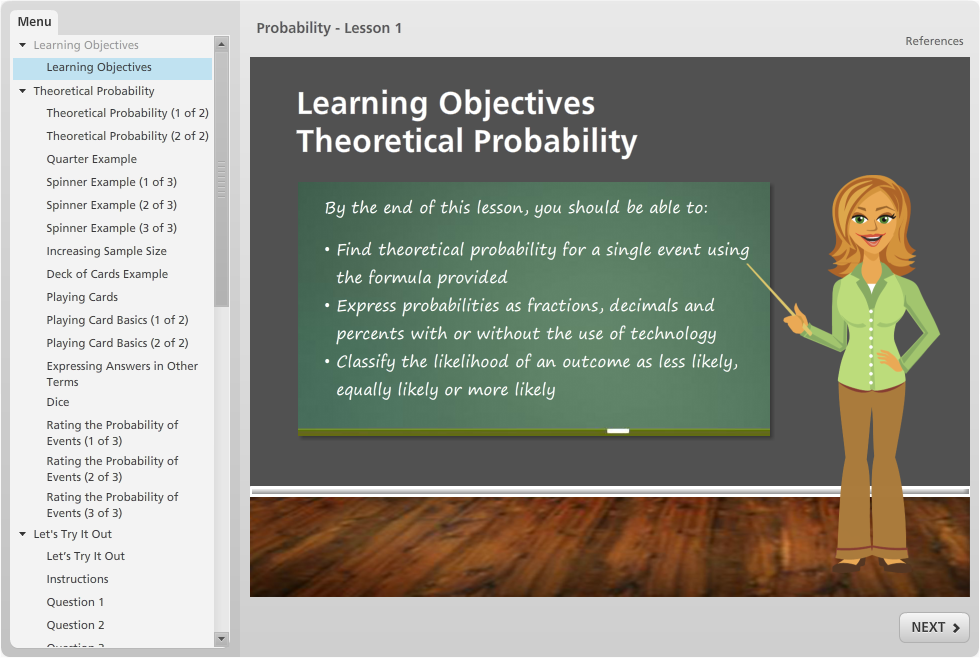 Menu
Learning Objectives
Learning Objectives
Theoretical Probability
Theoretical Probability (1 of 2)
Theoretical Probability (2 of 2)
Quarter Example
Spinner Example (1 of 3)
Spinner Example (2 of 3)
Spinner Example (3 of 3)
Increasing Sample Size
Deck of Cards Example
Playing Cards
Playing Card Basics (1 of 2)
Playing Card Basics (2 of 2)
Expressing Answers in Other
Terms
Dice
Rating the Probability of
Events (1 of 3)
Rating the Probability of
Events (2 of 3)
Rating the Probability of
Events (3 of 3)
Let's Try It Out
Let’s Try It Out
Instructions
Question 1
Question 2
Probability - Lesson 1
References
Learning Objectives
Theoretical Probability
By the end of this lesson, you should be able to:
• Find theoretical probability for a single event using
the formula provided
• Express probabilities as fractions, decimals and
percents with or without the use of technology
• Classify the likelihood of an outcome as less likely,
equally likely or more likely
NEXT